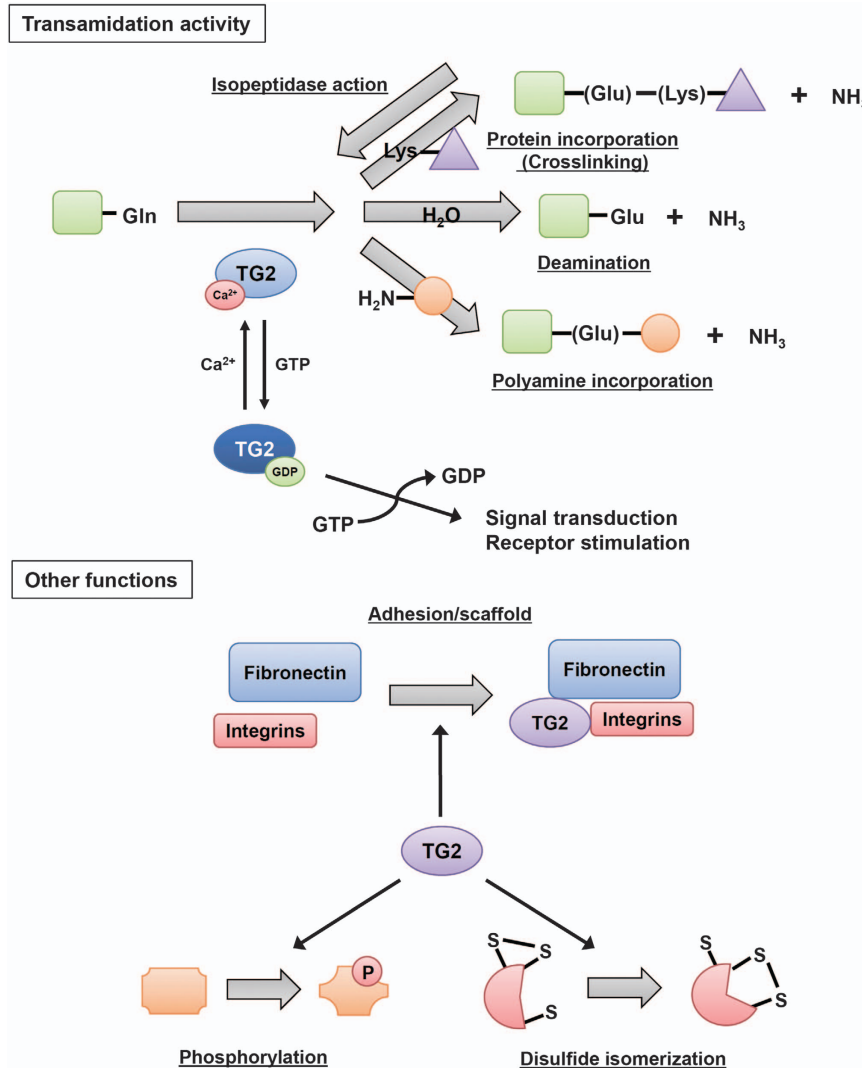 Transamidation activity
Isopeptidase action
(Glu) (Lys) + NH
Lys
Protein incorporation
(Crosslinking)
Gln
H₂O
Glu + NH₃
Deamination
TG2
Ca²⁺
H₂N
(Glu) + NH₃
Polyamine incorporation
Ca²⁺ GTP
TG2
GDP
GDP
GTP
Signal transduction
Receptor stimulation
Other functions
Adhesion/scaffold
Fibronectin
Integrins
Fibronectin
TG2
Integrins
TG2
P
S S
S
S
S
S
S
Phosphorylation
Disulfide isomerization